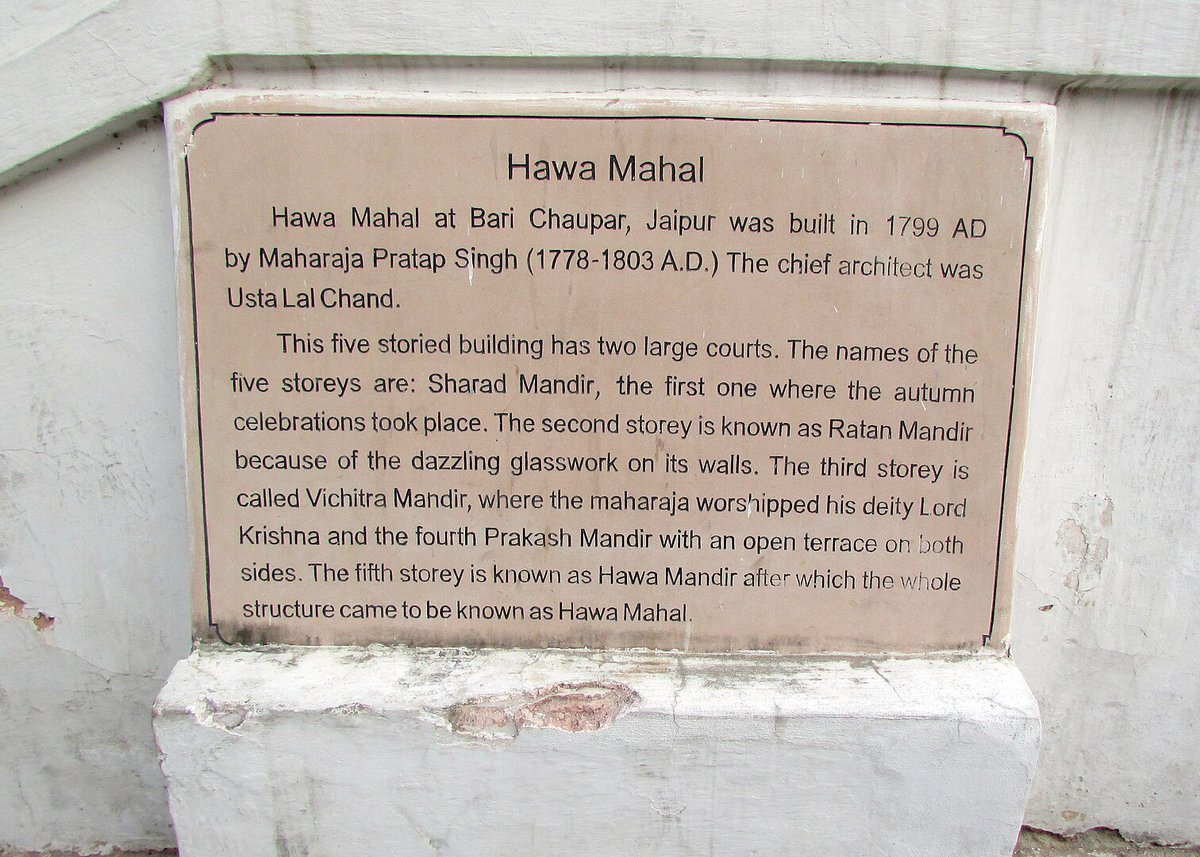 Hawa Mahal
Hawa Mahal at Bari Chaupar, Jaipur was built in 1799 AD
by Maharaja Pratap Singh (1778-1803 A.D.) The chief architect was
Usta Lal Chand.
This five storied building has two large courts. The names of the
five storeys are: Sharad Mandir, the first one where the autumn
celebrations took place. The second storey is known as Ratan Mandir
because of the dazzling glasswork on its walls. The third storey is
called Vichitra Mandir, where the maharaja worshipped his deity Lord
Krishna and the fourth Prakash Mandir with an open terrace on both
sides. The fifth storey is known as Hawa Mandir after which the whole
structure came to be known as Hawa Mahal.